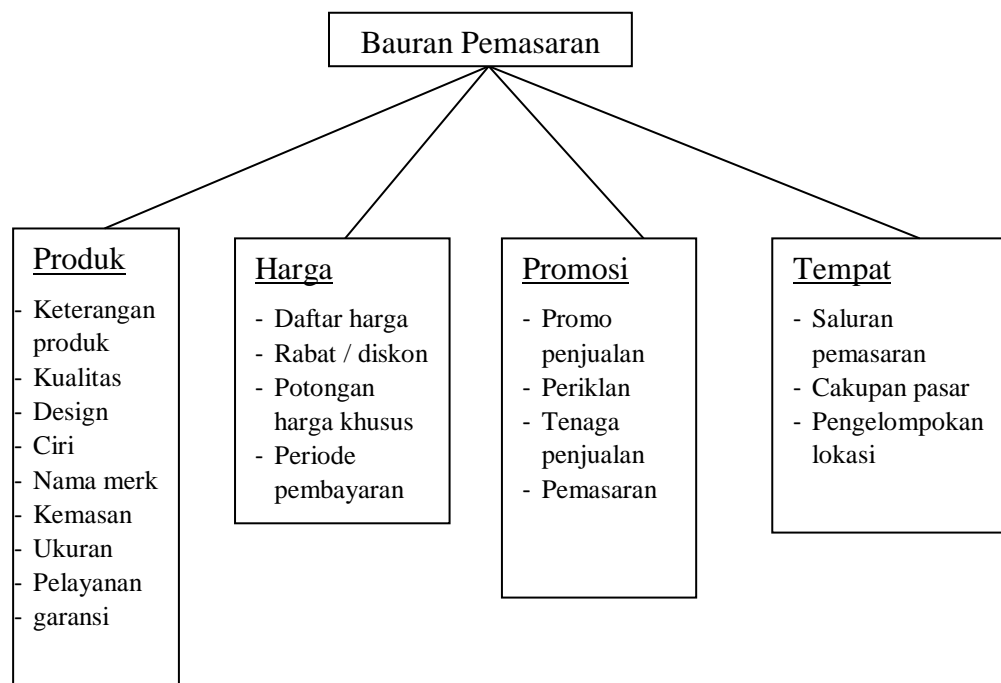 Bauran Pemasaran
Produk
- Keterangan
produk
- Kualitas
- Design
- Ciri
- Nama merk
- Kemasan
- Ukuran
- Pelayanan
- garansi
Harga
- Daftar harga
- Rabat / diskon
- Potongan
harga khusus
- Periode
pembayaran
Promosi
- Promo
penjualan
- Periklan
- Tenaga
penjualan
- Pemasaran
Tempat
- Saluran
pemasaran
- Cakupan pasar
- Pengelompokan
lokasi